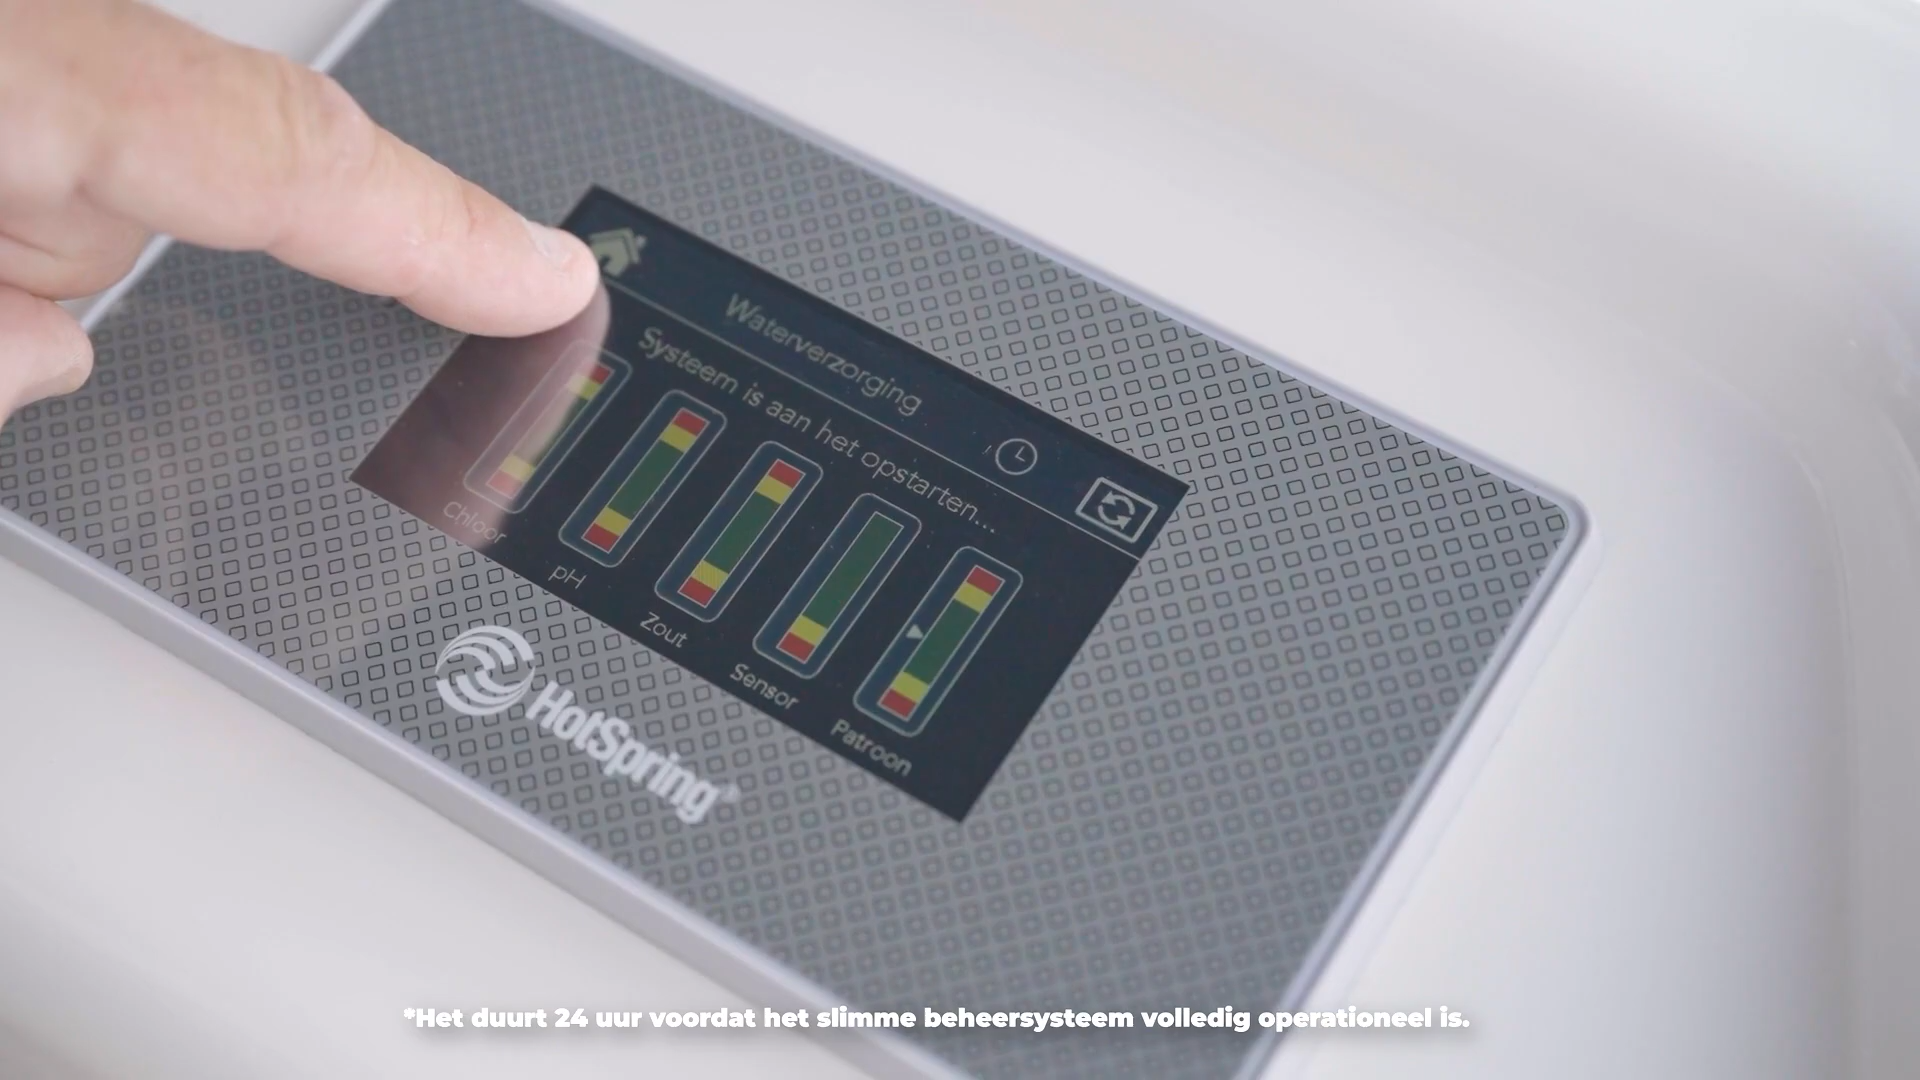 Waterverzorging
Systeem is aan het opstarten...
Chloor
pH
Zout
Sensor
Patroon
HotSpring®
*Het duurt 24 uur voordat het slimme beheersysteem volledig operationeel is.